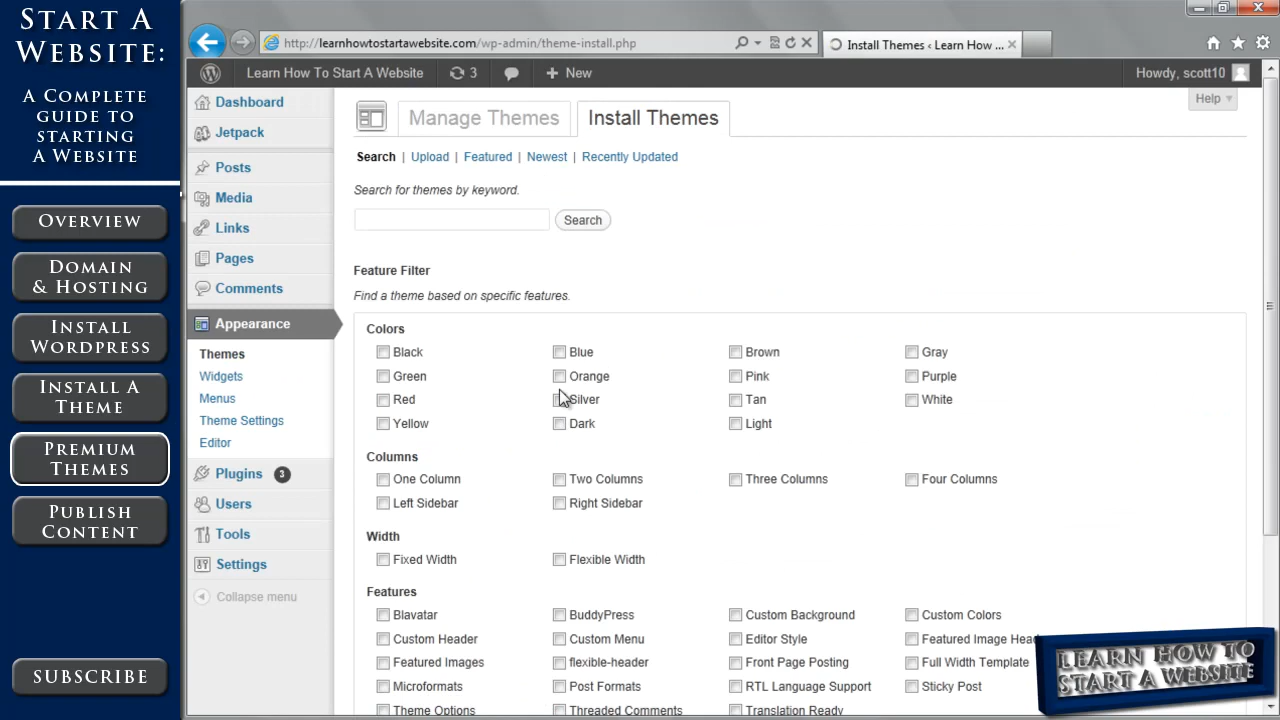 START A
WEBSITE:
A COMPLETE
GUIDE TO
STARTING
A WEBSITE
OVERVIEW
DOMAIN
& HOSTING
INSTALL
WORDPRESS
INSTALL A
THEME
PREMIUM
THEMES
PUBLISH
CONTENT
SUBSCRIBE
http://learnhowtostartawebsite.com/wp-admin/theme-install.php
Install Themes ‹ Learn How ...
Learn How To Start A Website
3
New
Howdy, scott10
Dashboard
Jetpack
Posts
Media
Links
Pages
Comments
Appearance
Themes
Widgets
Menus
Theme Settings
Editor
Plugins 3
Users
Tools
Settings
Collapse menu
Help
Manage Themes
Install Themes
Search | Upload | Featured | Newest | Recently Updated
Search for themes by keyword.
Search
Feature Filter
Find a theme based on specific features.
Colors
Black Blue Brown Gray
Green Orange Pink Purple
Red Silver Tan White
Yellow Dark Light
Columns
One Column Two Columns Three Columns Four Columns
Left Sidebar Right Sidebar
Width
Fixed Width Flexible Width
Features
Blavatar BuddyPress Custom Background Custom Colors
Custom Header Custom Menu Editor Style Featured Image Head
Featured Images flexible-header Front Page Posting Full Width Template
Microformats Post Formats RTL Language Support Sticky Post
Theme Options Threaded Comments Translation Ready
LEARN HOW TO
START A WEBSITE